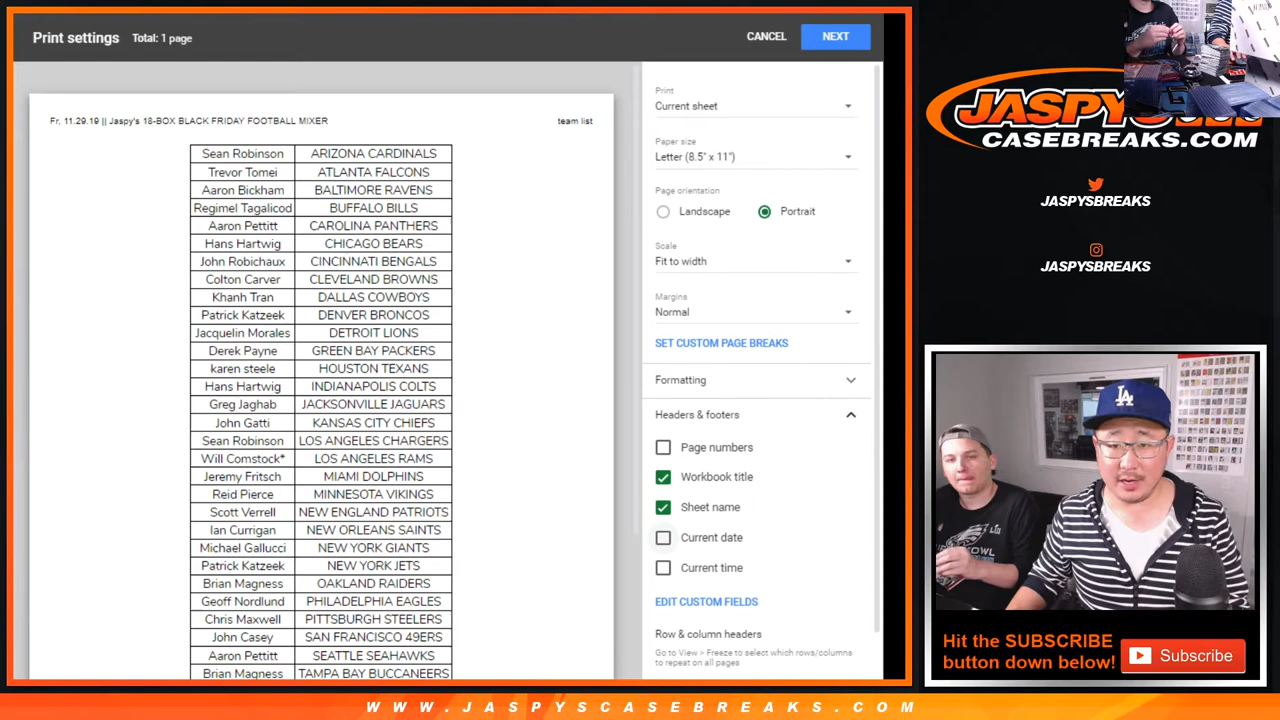 Print settings Total: 1 page
CANCEL NEXT
Fr. 11.29.19 || Jaspy's 18-BOX BLACK FRIDAY FOOTBALL MIXER team list
Sean Robinson ARIZONA CARDINALS
Trevor Tomei ATLANTA FALCONS
Aaron Bickham BALTIMORE RAVENS
Regimel Tagalicod BUFFALO BILLS
Aaron Pettitt CAROLINA PANTHERS
Hans Hartwig CHICAGO BEARS
John Robichaux CINCINNATI BENGALS
Colton Carver CLEVELAND BROWNS
Khanh Tran DALLAS COWBOYS
Patrick Katzeek DENVER BRONCOS
Jacquelin Morales DETROIT LIONS
Derek Payne GREEN BAY PACKERS
karen steele HOUSTON TEXANS
Hans Hartwig INDIANAPOLIS COLTS
Greg Jaghab JACKSONVILLE JAGUARS
John Gatti KANSAS CITY CHIEFS
Sean Robinson LOS ANGELES CHARGERS
Will Comstock* LOS ANGELES RAMS
Jeremy Fritsch MIAMI DOLPHINS
Reid Pierce MINNESOTA VIKINGS
Scott Verrell NEW ENGLAND PATRIOTS
Ian Currigan NEW ORLEANS SAINTS
Michael Gallucci NEW YORK GIANTS
Patrick Katzeek NEW YORK JETS
Brian Magness OAKLAND RAIDERS
Geoff Nordlund PHILADELPHIA EAGLES
Chris Maxwell PITTSBURGH STEELERS
John Casey SAN FRANCISCO 49ERS
Aaron Pettitt SEATTLE SEAHAWKS
Brian Magness TAMPA BAY BUCCANEERS
Print
Current sheet
Paper size
Letter (8.5" x 11")
Page orientation
Landscape Portrait
Scale
Fit to width
Margins
Normal
SET CUSTOM PAGE BREAKS
Formatting
Headers & footers
Page numbers
Workbook title
Sheet name
Current date
Current time
EDIT CUSTOM FIELDS
Row & column headers
Go to View > Freeze to select which rows/columns
to repeat on all pages
CASEBREAKS.COM
JASPYSBREAKS
JASPYSBREAKS
LA
LII
Hit the SUBSCRIBE
button down below!
Subscribe
WWW.JASPYSCASEBREAKS.COM